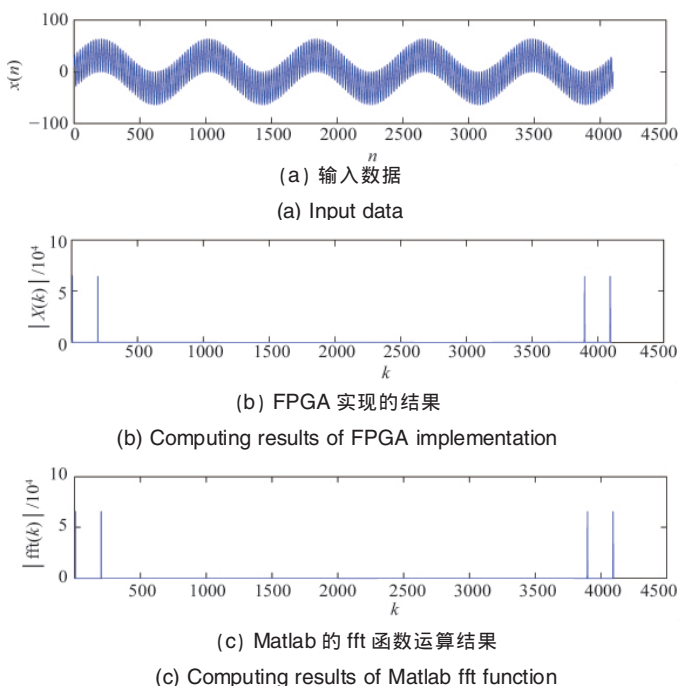 100
0
−100
x(n)
0 500 1000 1500 2000 2500 3000 3500 4000 4500
n
(a) 输入数据
(a) Input data
10
5
0
|X(k)| /10⁴
500 1000 1500 2000 2500 3000 3500 4000 4500
k
(b) FPGA 实现的结果
(b) Computing results of FPGA implementation
10
5
0
|fft(k)| /10⁴
500 1000 1500 2000 2500 3000 3500 4000 4500
k
(c) Matlab 的 fft 函数运算结果
(c) Computing results of Matlab fft function